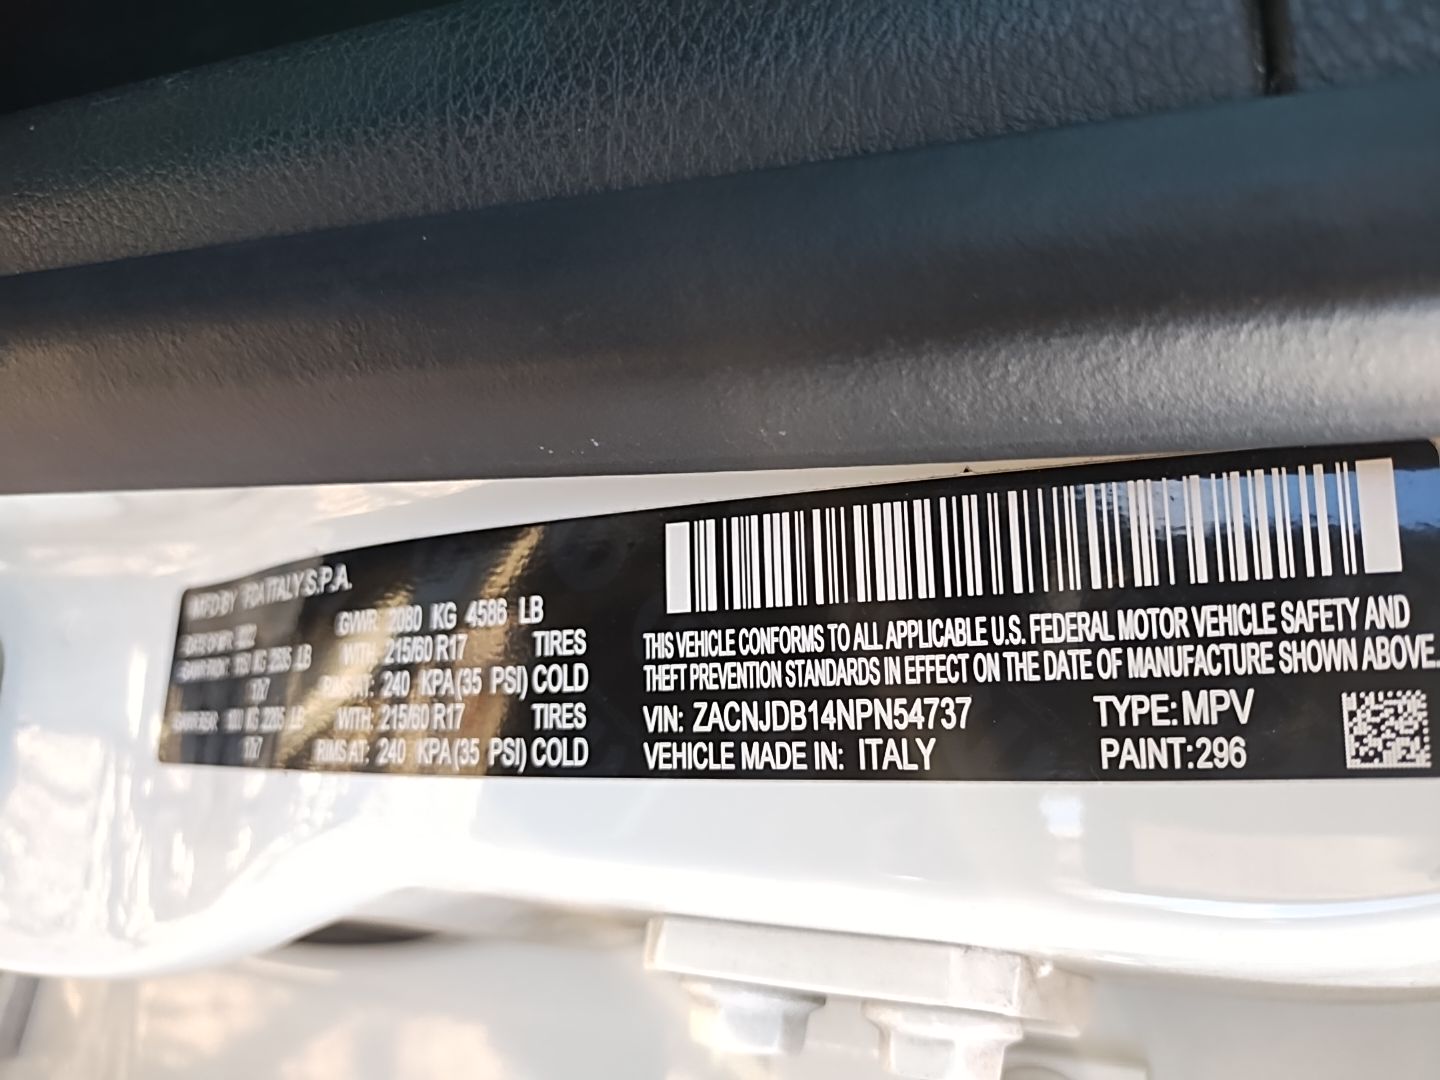 MFD BY FCA ITALY S.P.A.
GVWR 2080 KG 4586 LB
WITH: 215/60 R17 TIRES
RIMS AT: 240 KPA(35 PSI) COLD
WITH: 215/60 R17 TIRES
RIMS AT: 240 KPA(35 PSI) COLD
THIS VEHICLE CONFORMS TO ALL APPLICABLE U.S. FEDERAL MOTOR VEHICLE SAFETY AND
THEFT PREVENTION STANDARDS IN EFFECT ON THE DATE OF MANUFACTURE SHOWN ABOVE.
VIN: ZACNJDB14NPN54737 TYPE: MPV
VEHICLE MADE IN: ITALY PAINT:296